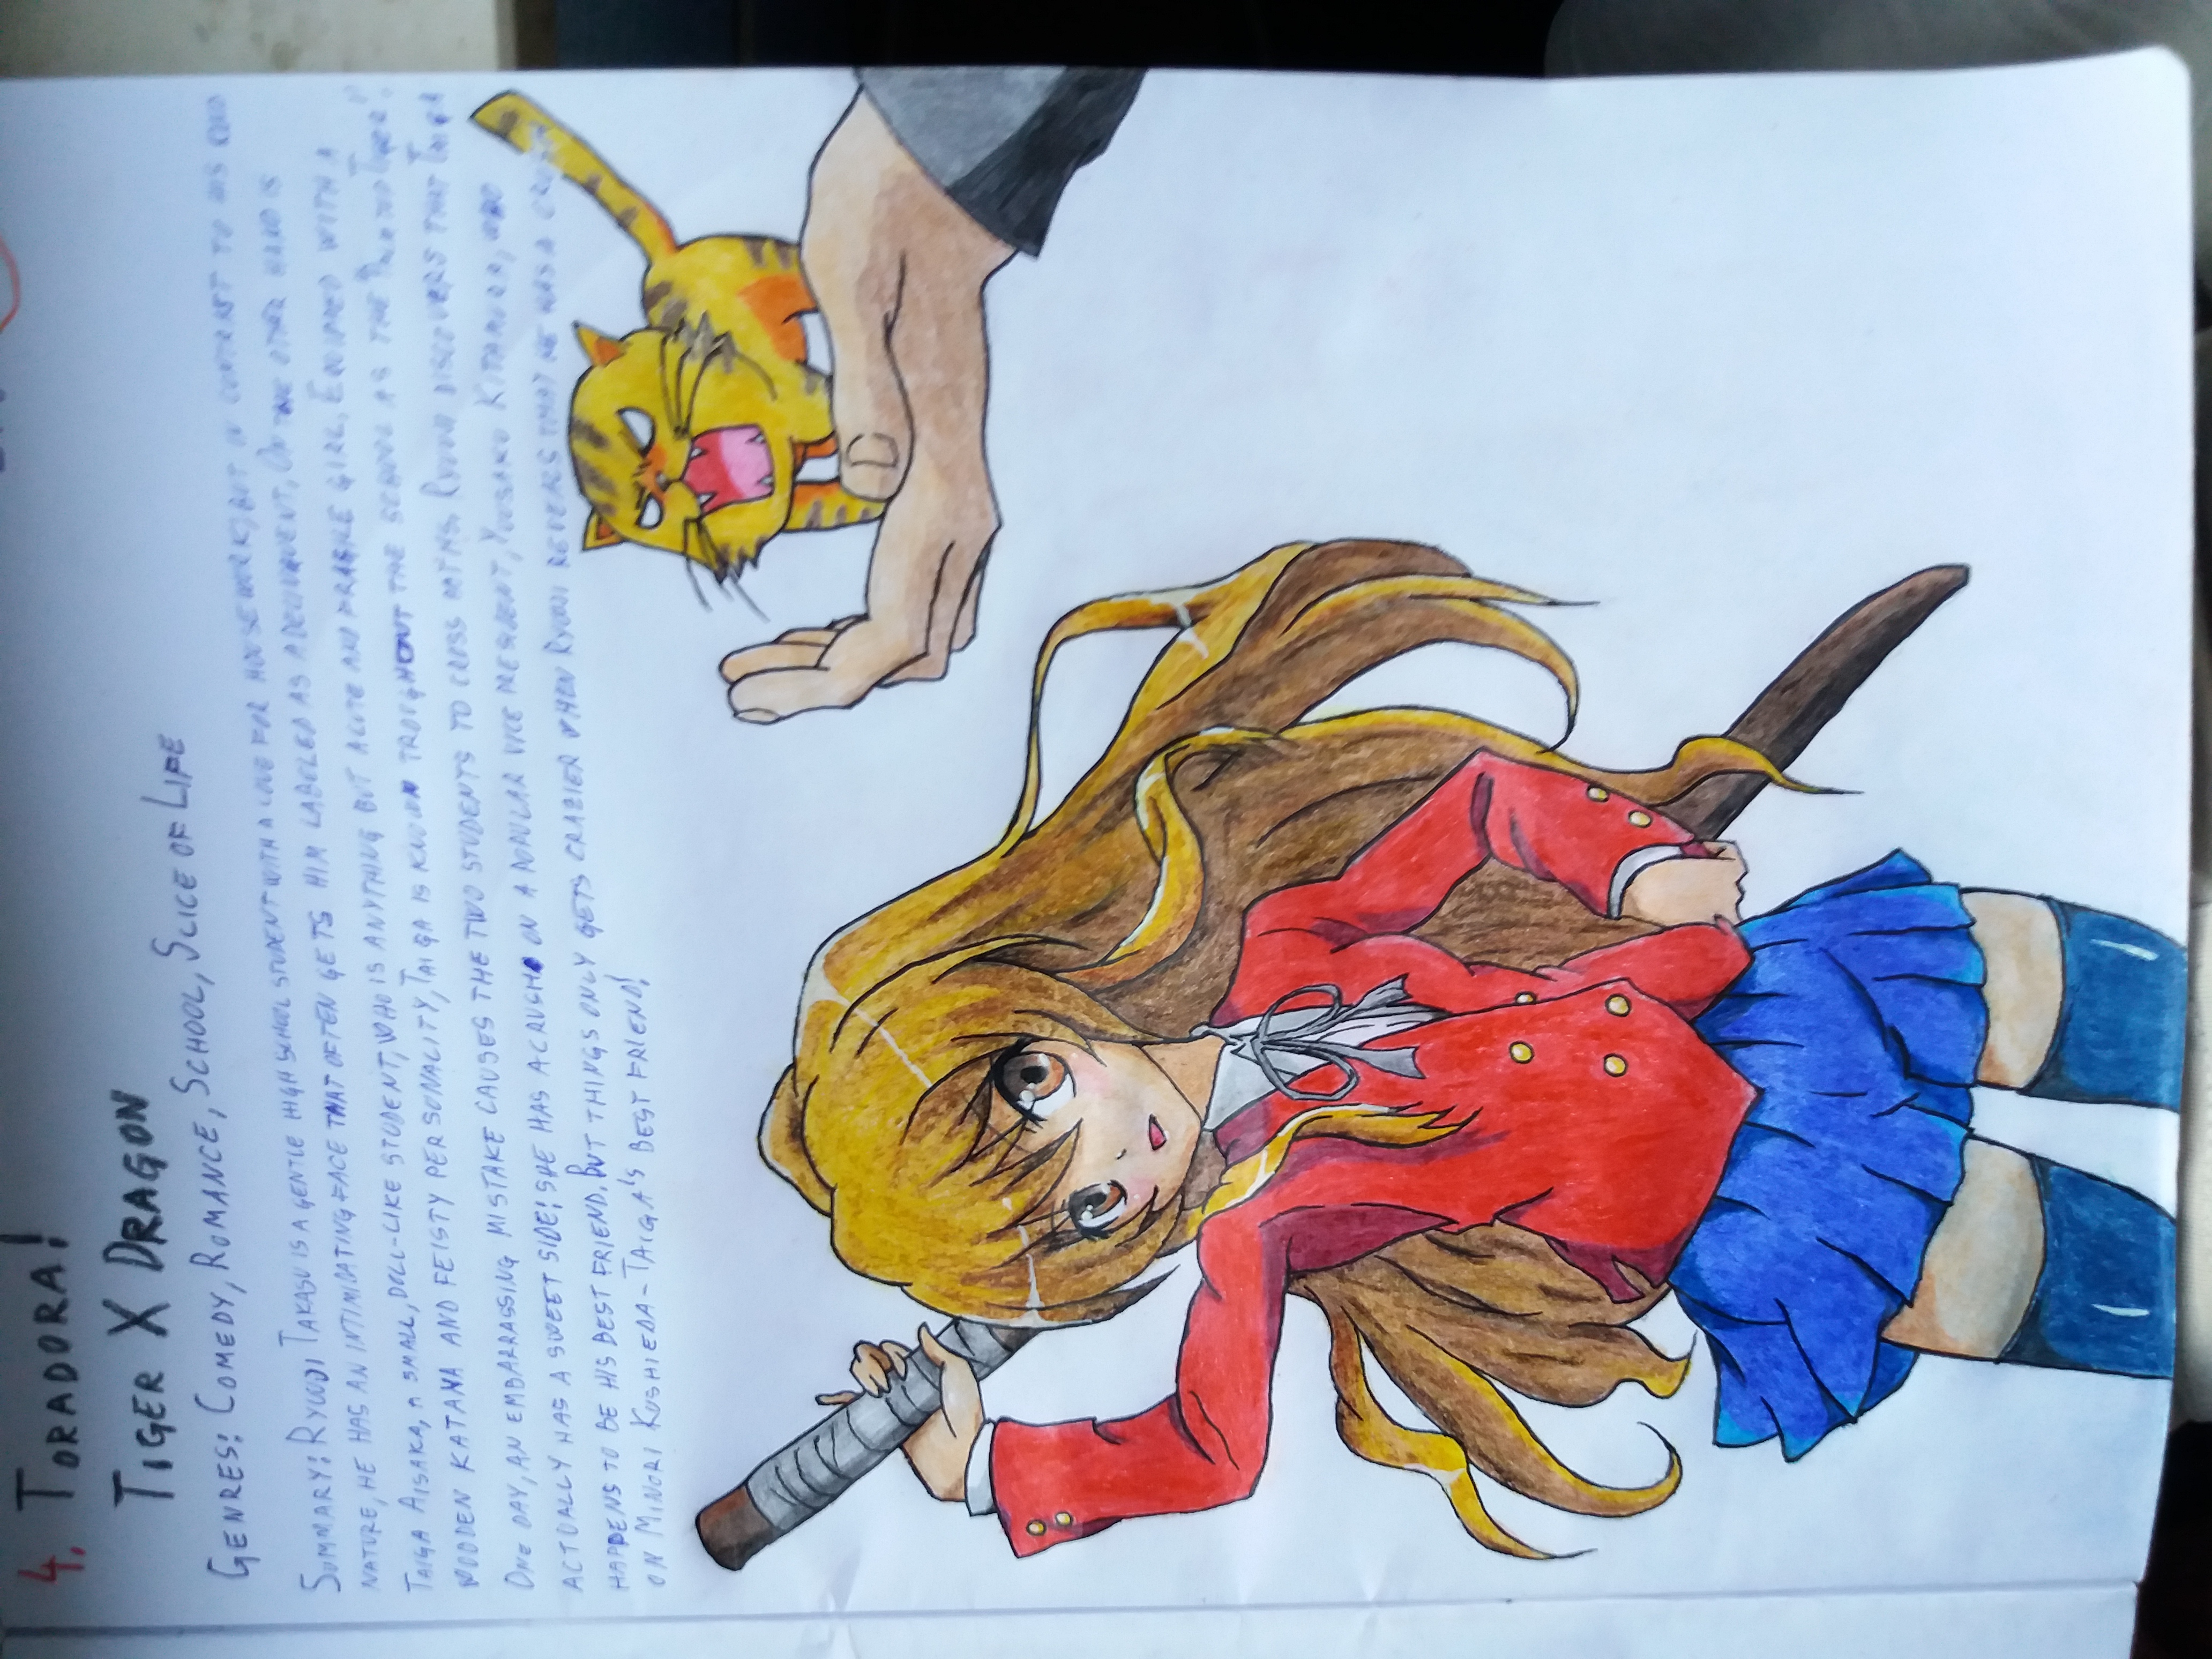 4. TORADORA!
TIGER X DRAGON
GENRES: COMEDY, ROMANCE, SCHOOL, SLICE OF LIFE
SUMMARY: RYUUJI TAKASU IS A GENTLE HIGH SCHOOL STUDENT WITH A LOVE FOR HOUSEWORK, BUT IN CONTRAST TO HIS KIND
NATURE, HE HAS AN INTIMIDATING FACE THAT OFTEN GETS HIM LABELED AS A DELINQUENT. ON THE OTHER HAND IS
TAIGA AISAKA, A SMALL, DOLL-LIKE STUDENT, WHO IS ANYTHING BUT A CUTE AND FRAGILE GIRL. EQUIPPED WITH A
WOODEN KATANA AND FEISTY PERSONALITY, TAIGA IS KNOWN TROUGHOUT THE SCHOOL AS THE TIGER".
ONE DAY, AN EMBARRASSING MISTAKE CAUSES THE TWO STUDENTS TO CROSS PATHS. RYUUJI DISCOVERS THAT TAIGA
ACTUALLY HAS A SWEET SIDE: SHE HAS A CRUSH ON A POPULAR VICE PRESIDENT, YUUSAKU KITAMURA, WHO
HAPPENS TO BE HIS BEST FRIEND. BUT THINGS ONLY GETS CRAZIER WHEN RYUUJI REVEALS THAT HE HAS A CRUSH
ON MINORI KUSHIEDA - TAIGA'S BEST FRIEND!